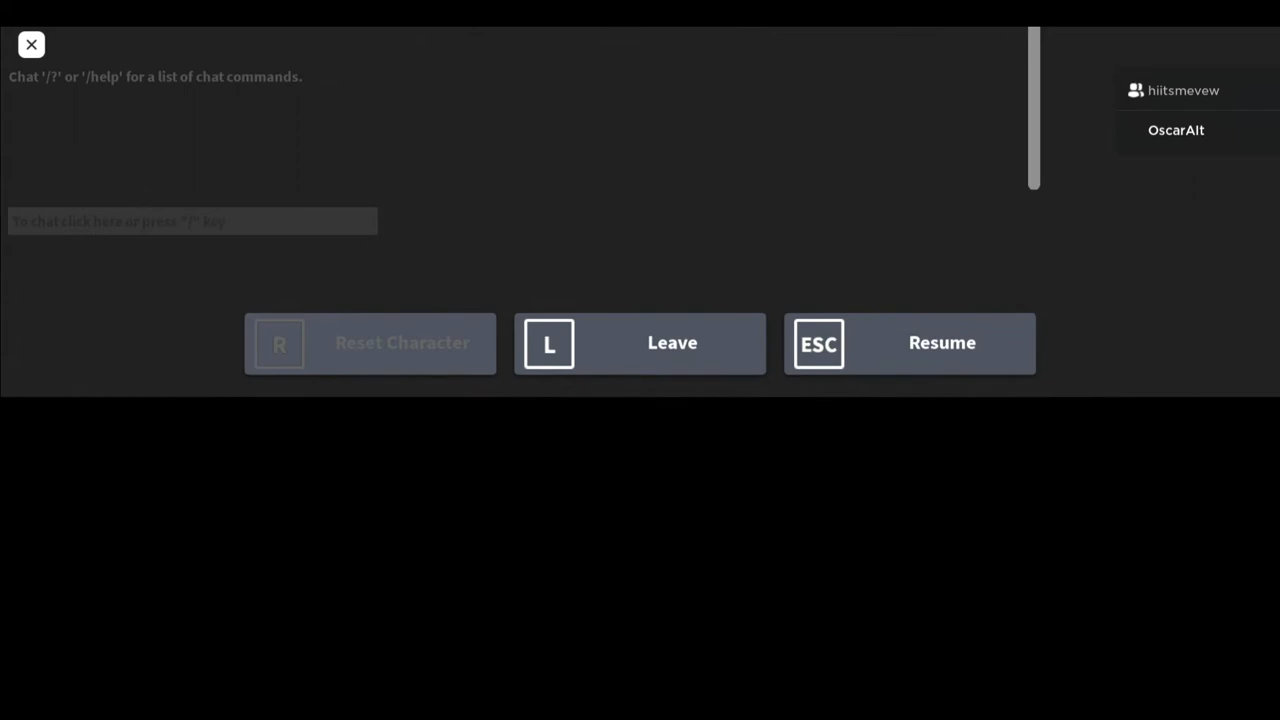 Chat '/?' or '/help' for a list of chat commands.
hiitsmevew
OscarAlt
To chat click here or press "/" key
R Reset Character
L Leave
ESC Resume